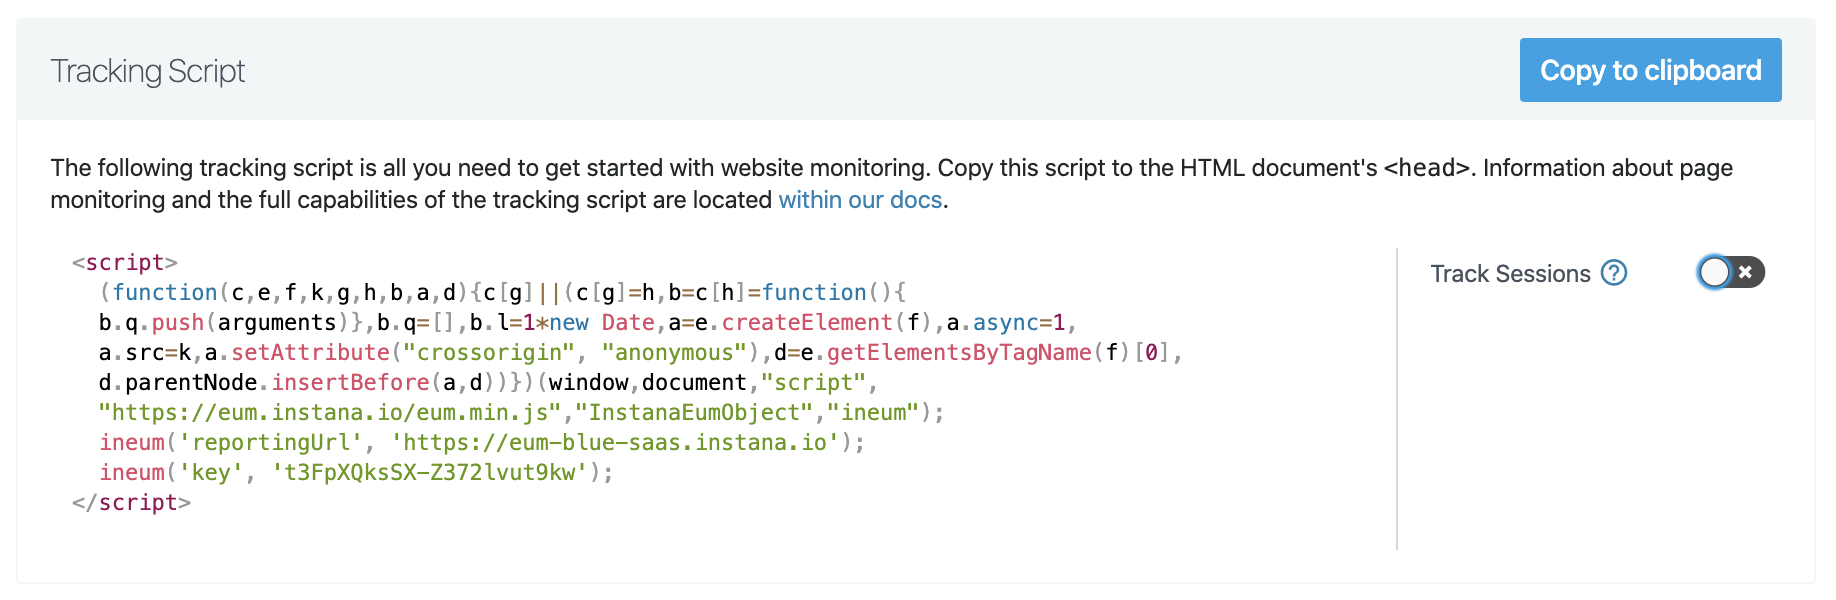 Tracking Script
Copy to clipboard
The following tracking script is all you need to get started with website monitoring. Copy this script to the HTML document's <head>. Information about page
monitoring and the full capabilities of the tracking script are located within our docs.
<script>
  (function(c,e,f,k,g,h,b,a,d){c[g]||(c[g]=h,b=c[h]=function(){
  b.q.push(arguments)},b.q=[],b.l=1*new Date,a=e.createElement(f),a.async=1,
  a.src=k,a.setAttribute("crossorigin", "anonymous"),d=e.getElementsByTagName(f)[0],
  d.parentNode.insertBefore(a,d))})(window,document,"script",
  "https://eum.instana.io/eum.min.js","InstanaEumObject","ineum");
  ineum('reportingUrl', 'https://eum-blue-saas.instana.io');
  ineum('key', 't3FpXQksSX-Z372lvut9kw');
</script>
Track Sessions ?